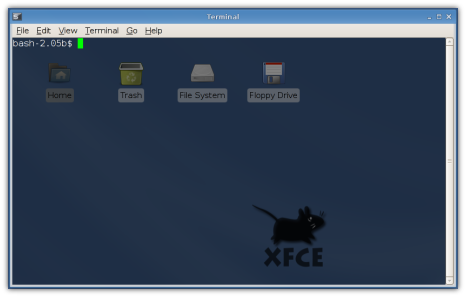 Terminal
File Edit View Terminal Go Help
bash-2.05b$
Home Trash File System Floppy Drive
XFCE